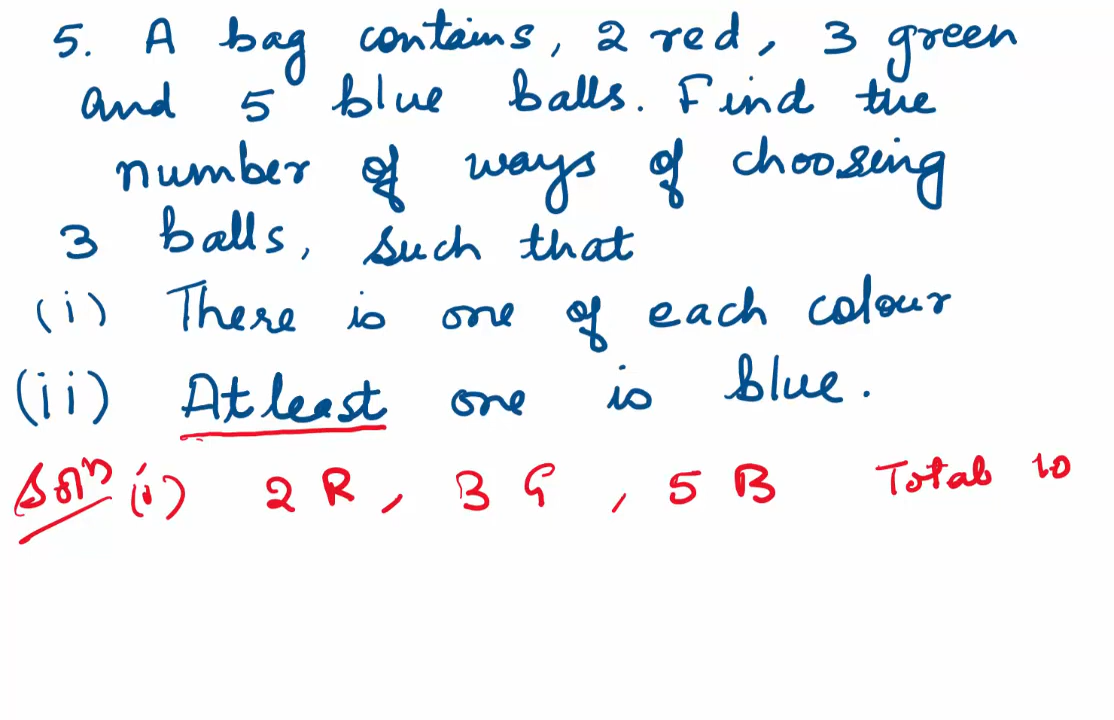 5. A bag contains, 2 red, 3 green
and 5 blue balls. Find the
number of ways of choosing
3 balls, such that
(i) There is one of each colour
(ii) Atleast one is blue.
Solⁿ (i) 2 R, 3 G, 5 B Total 10